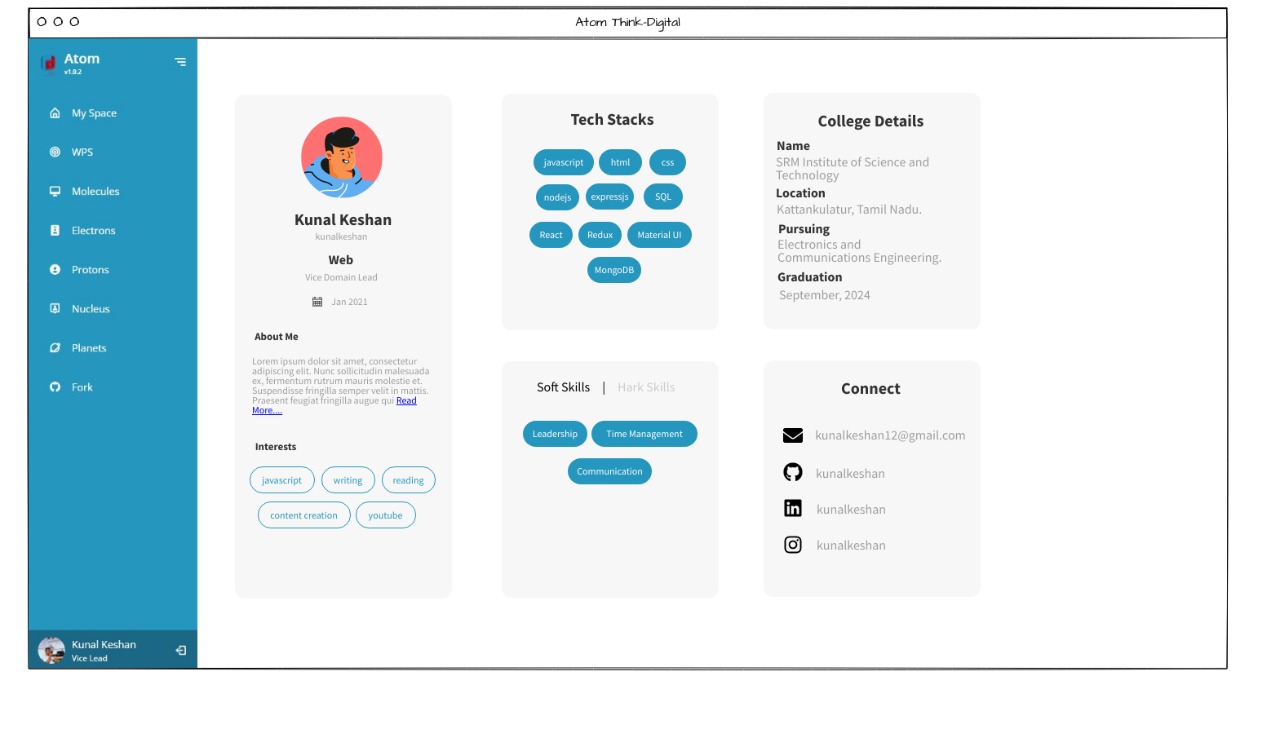 Atom Think-Digital
Atom
v1.0.2
My Space
WPS
Molecules
Electrons
Protons
Nucleus
Planets
Fork
Kunal Keshan
Vice Lead
Kunal Keshan
kunalkeshan
Web
Vice Domain Lead
Jan 2021
About Me
Lorem ipsum dolor sit amet, consectetur
adipiscing elit. Nunc sollicitudin malesuada
ex, fermentum rutrum mauris molestie et.
Suspendisse fringilla semper velit in mattis.
Praesent feugiat fringilla augue qui Read
More....
Interests
javascript writing reading
content creation youtube
Tech Stacks
javascript html css
nodejs expressjs SQL
React Redux Material UI
MongoDB
Soft Skills | Hark Skills
Leadership Time Management
Communication
College Details
Name
SRM Institute of Science and
Technology
Location
Kattankulatur, Tamil Nadu.
Pursuing
Electronics and
Communications Engineering.
Graduation
September, 2024
Connect
kunalkeshan12@gmail.com
kunalkeshan
kunalkeshan
kunalkeshan